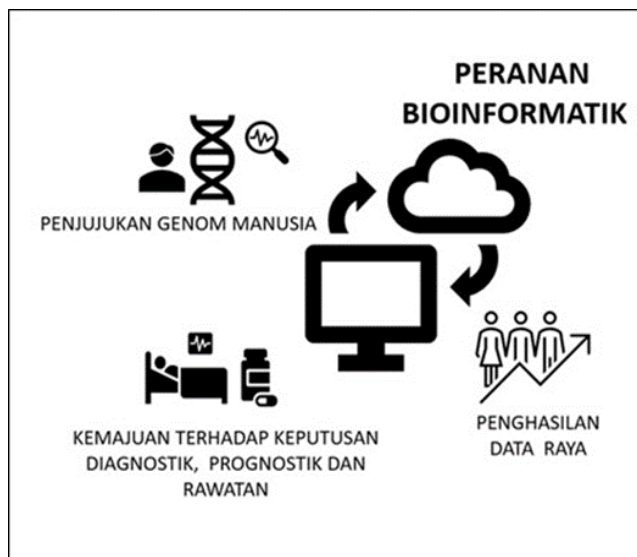 PERANAN
BIOINFORMATIK
PENJUJUKAN GENOM MANUSIA
KEMAJUAN TERHADAP KEPUTUSAN
DIAGNOSTIK, PROGNOSTIK DAN
RAWATAN
PENGHASILAN
DATA RAYA